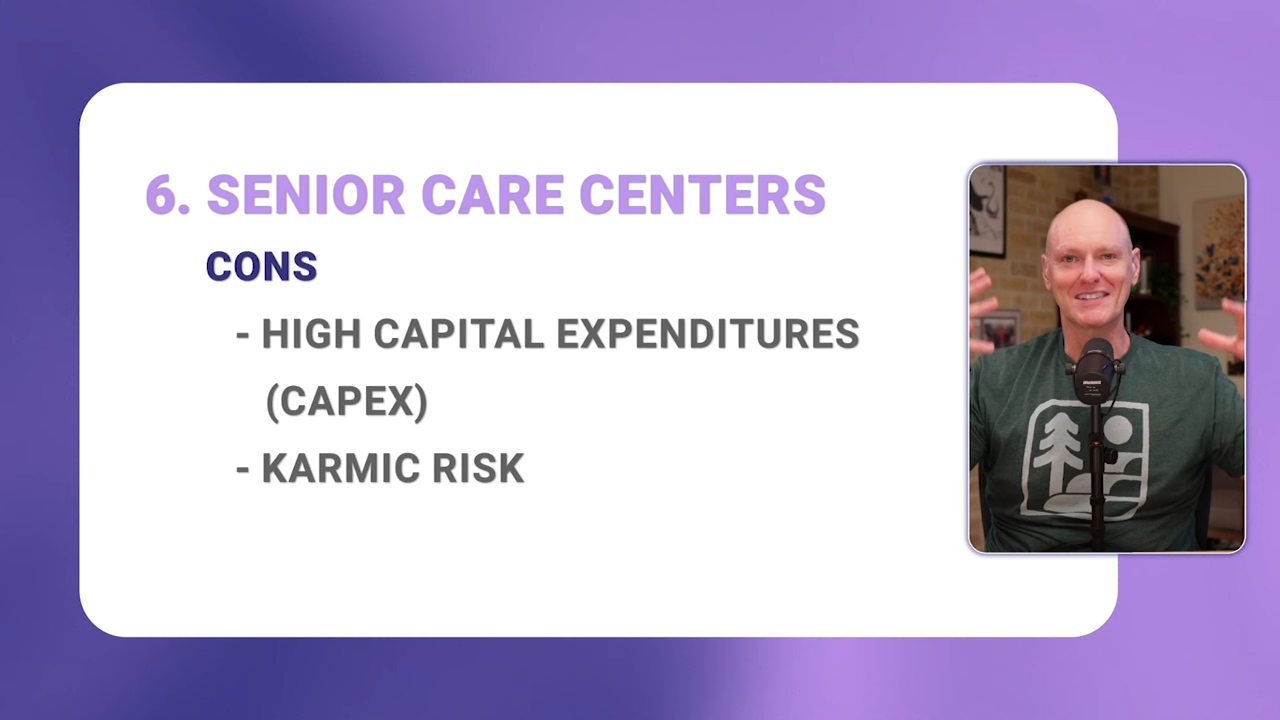 6. SENIOR CARE CENTERS
CONS
- HIGH CAPITAL EXPENDITURES
(CAPEX)
- KARMIC RISK